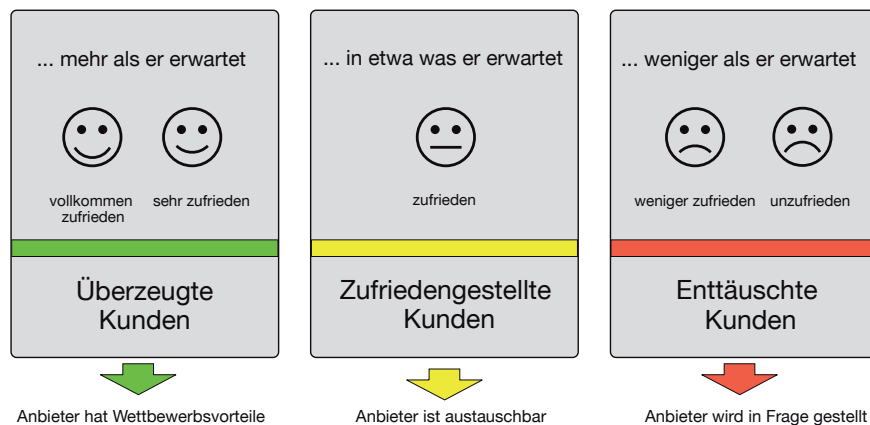 ... mehr als er erwartet
vollkommen
zufrieden
sehr zufrieden
Überzeugte
Kunden
Anbieter hat Wettbewerbsvorteile
... in etwa was er erwartet
zufrieden
Zufriedengestellte
Kunden
Anbieter ist austauschbar
... weniger als er erwartet
weniger zufrieden
unzufrieden
Enttäuschte
Kunden
Anbieter wird in Frage gestellt